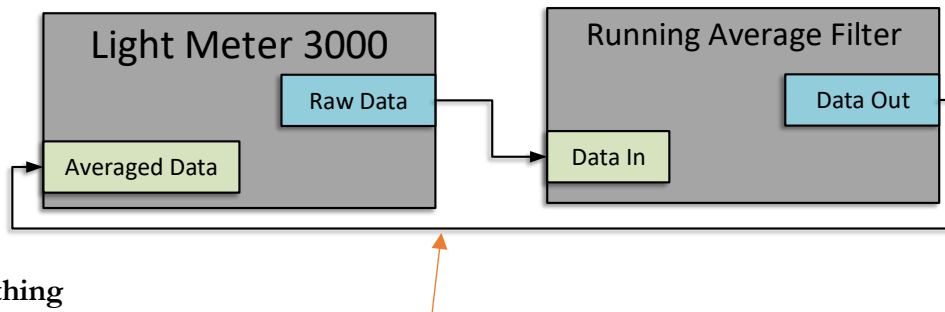 Light Meter 3000
Running Average Filter
Raw Data
Data Out
Averaged Data
Data In